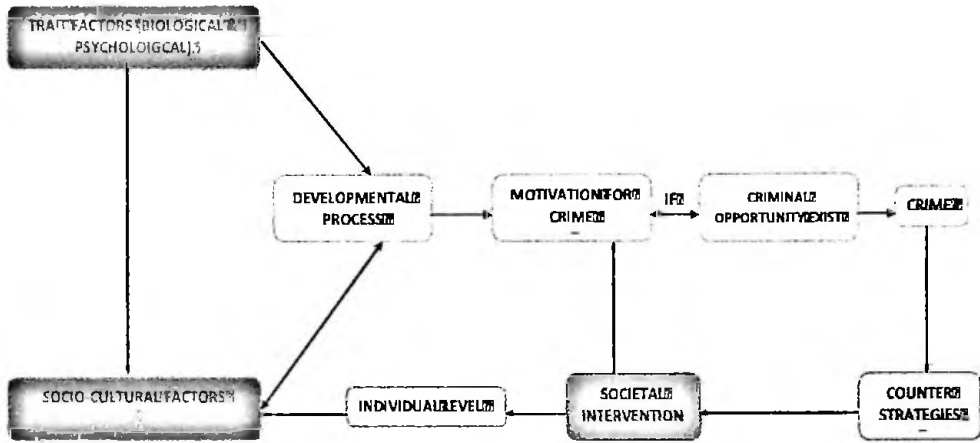 TRAIT FACTORS (BIOLOGICAL
PSYCHOLOIGCAL).
DEVELOPMENTAL
PROCESS
MOTIVATION FOR
CRIME
IF
CRIMINAL
OPPORTUNITY EXIST
CRIME
SOCIO CULTURAL FACTORS
INDIVIDUAL LEVEL
SOCIETAL
INTERVENTION
COUNTER
STRATEGIES